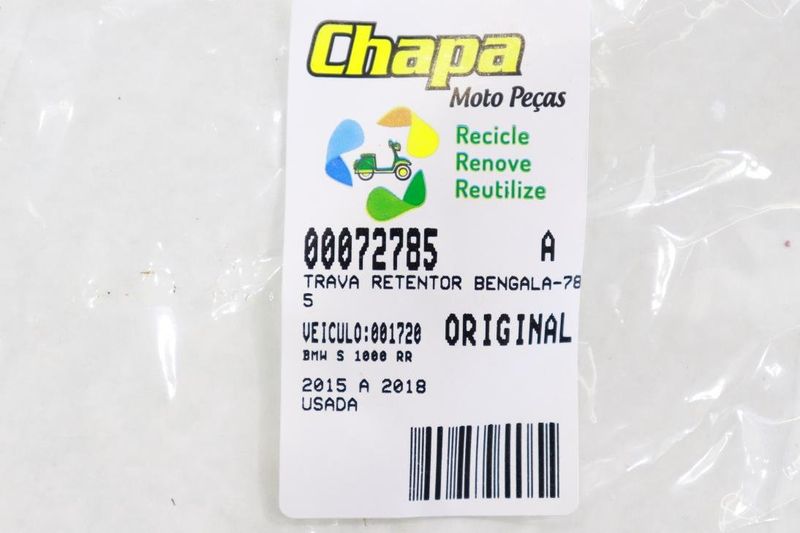 Chapa
Moto Peças
Recicle
Renove
Reutilize
00072785 A
TRAVA RETENTOR BENGALA-78
5
VEICULO:001720 ORIGINAL
BMW S 1000 RR
2015 A 2018
USADA